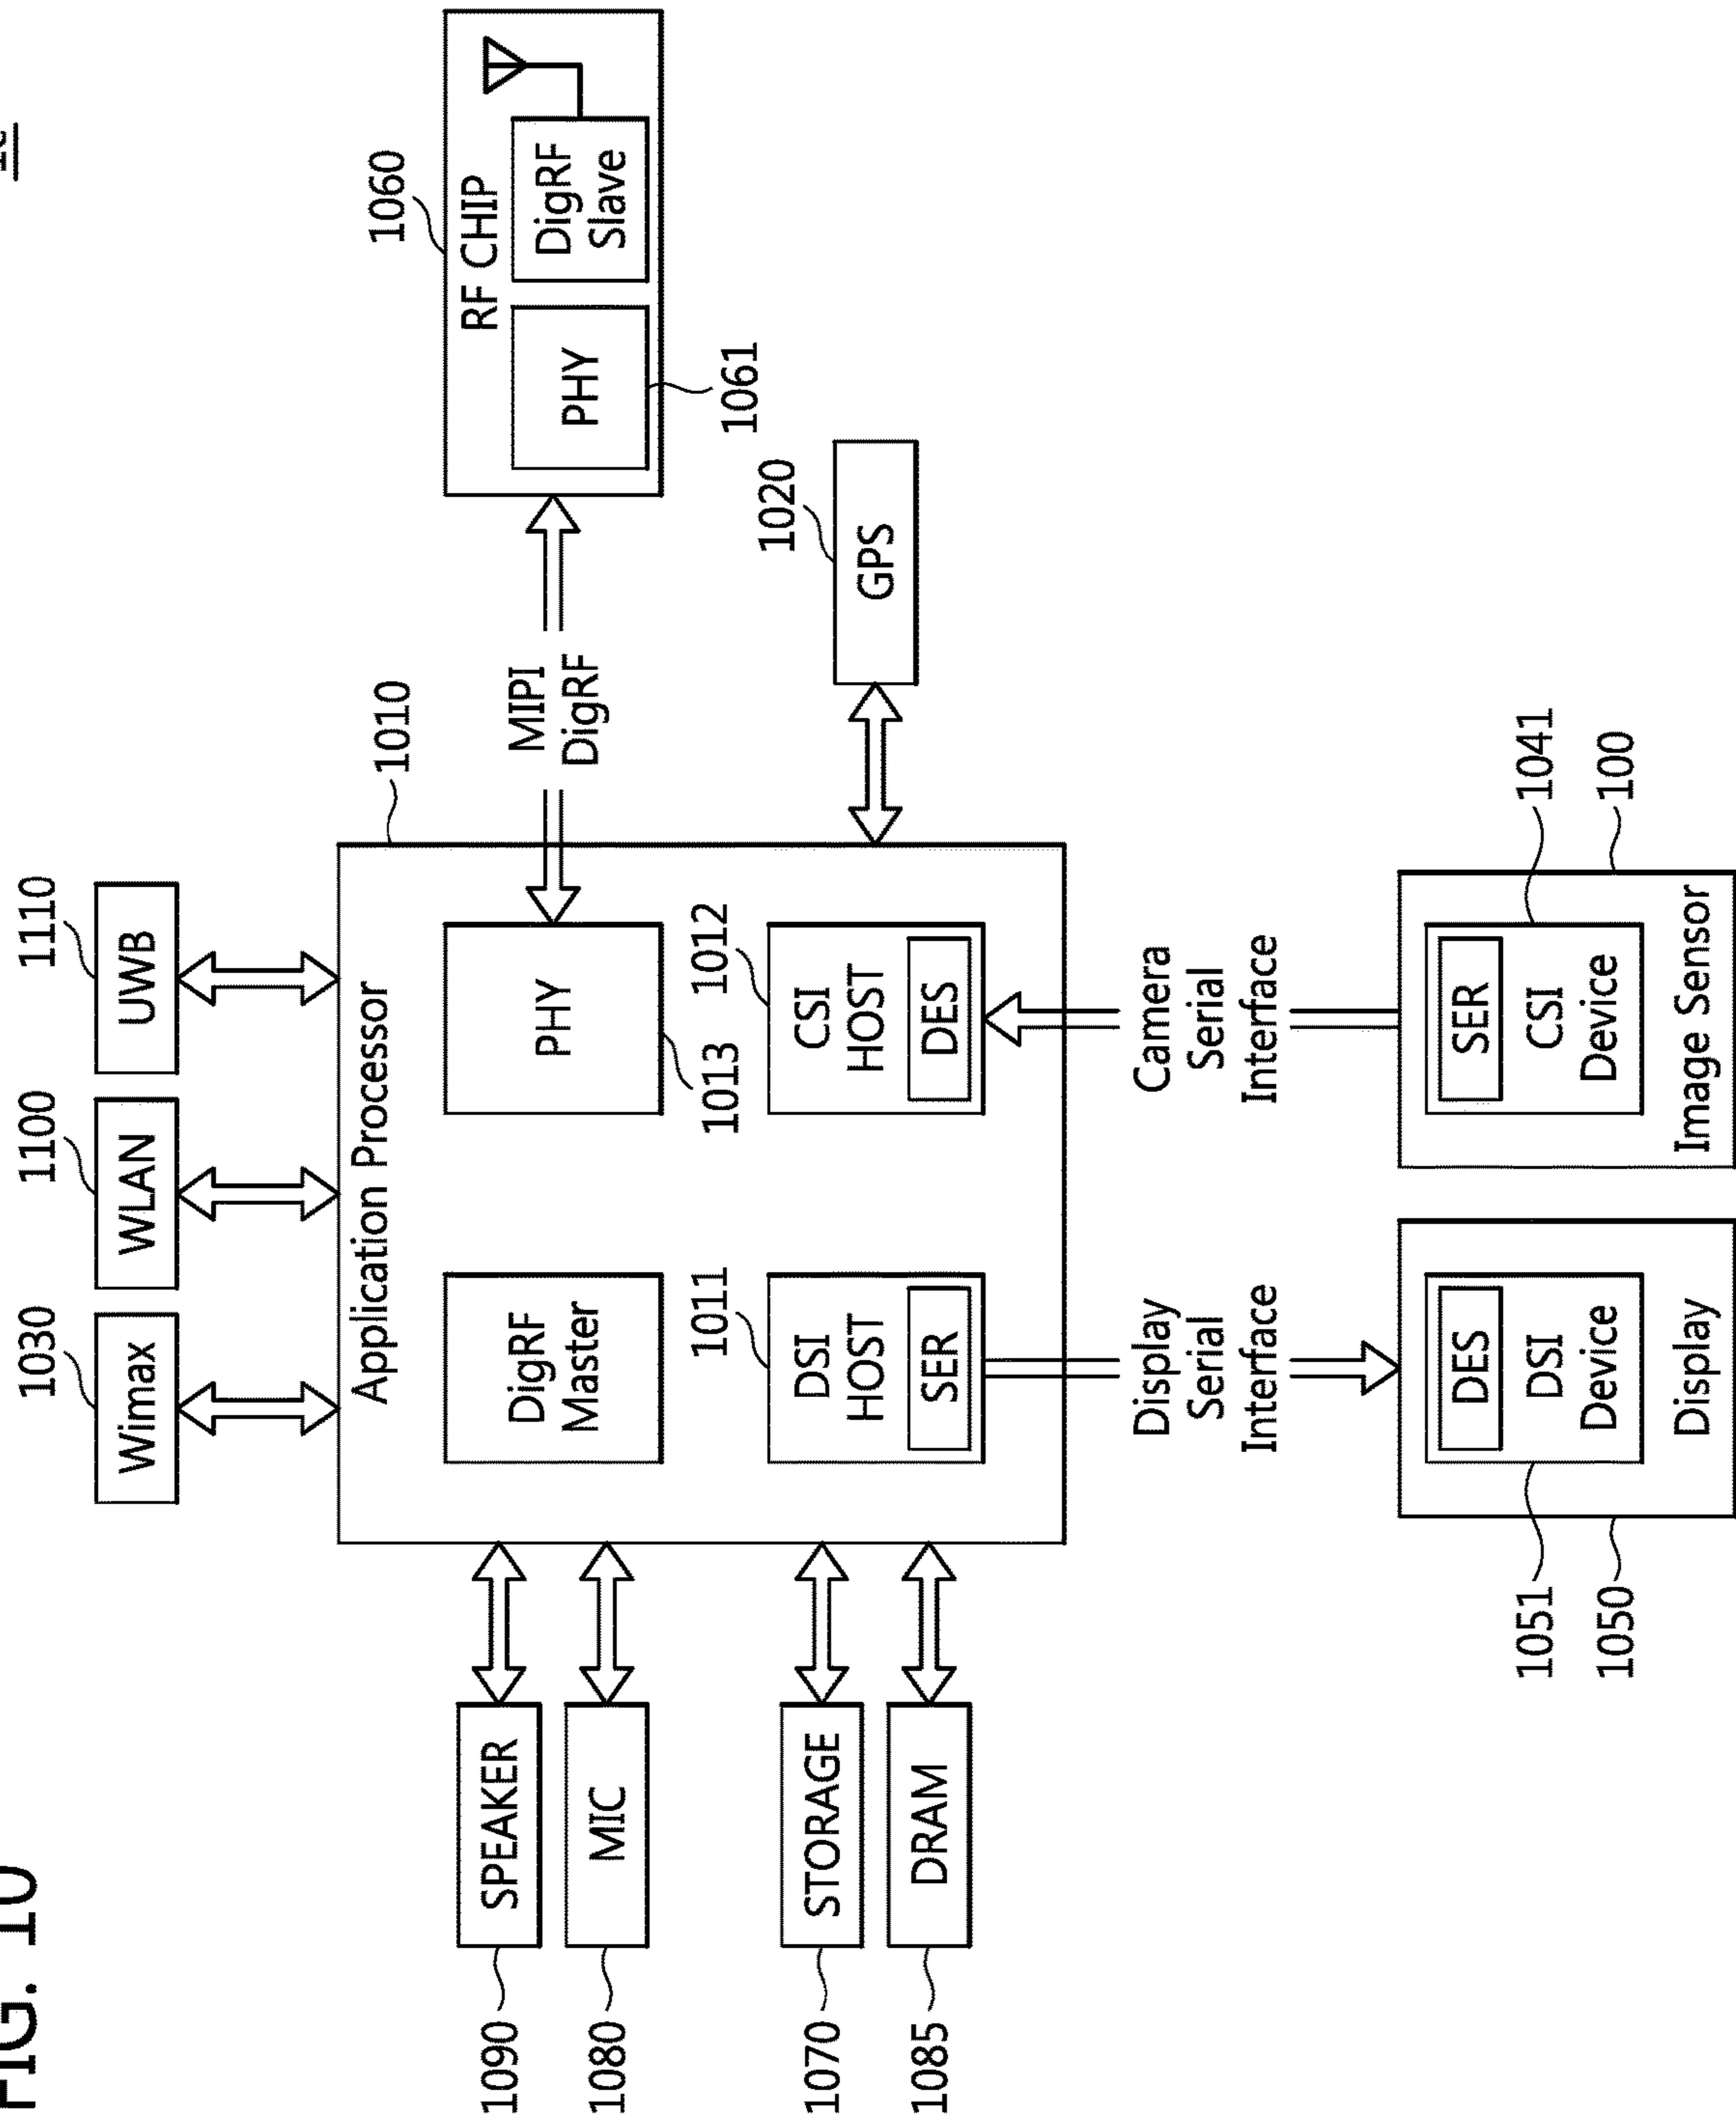 FIG. 10
1030
1100
1110
Wimax
WLAN
UWB
1010
1060
Application Processor
RF CHIP
1090
SPEAKER
DigRF
Master
PHY
MIPI
DigRF
PHY
DigRF
Slave
1080
MIC
1013
1061
1011
1012
1020
1070
STORAGE
DSI
HOST
CSI
HOST
GPS
1085
DRAM
SER
DES
Display
Serial
Interface
Camera
Serial
Interface
1051
DES
SER
1041
DSI
Device
CSI
Device
1050
100
Display
Image Sensor